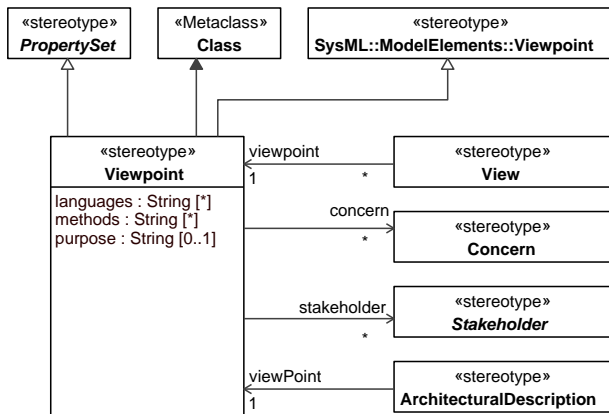 «stereotype»
PropertySet
«Metaclass»
Class
«stereotype»
SysML::ModelElements::Viewpoint
«stereotype»
Viewpoint
languages : String [*]
methods : String [*]
purpose : String [0..1]
viewpoint
1
*
«stereotype»
View
concern
*
«stereotype»
Concern
stakeholder
*
«stereotype»
Stakeholder
viewPoint
1
«stereotype»
ArchitecturalDescription